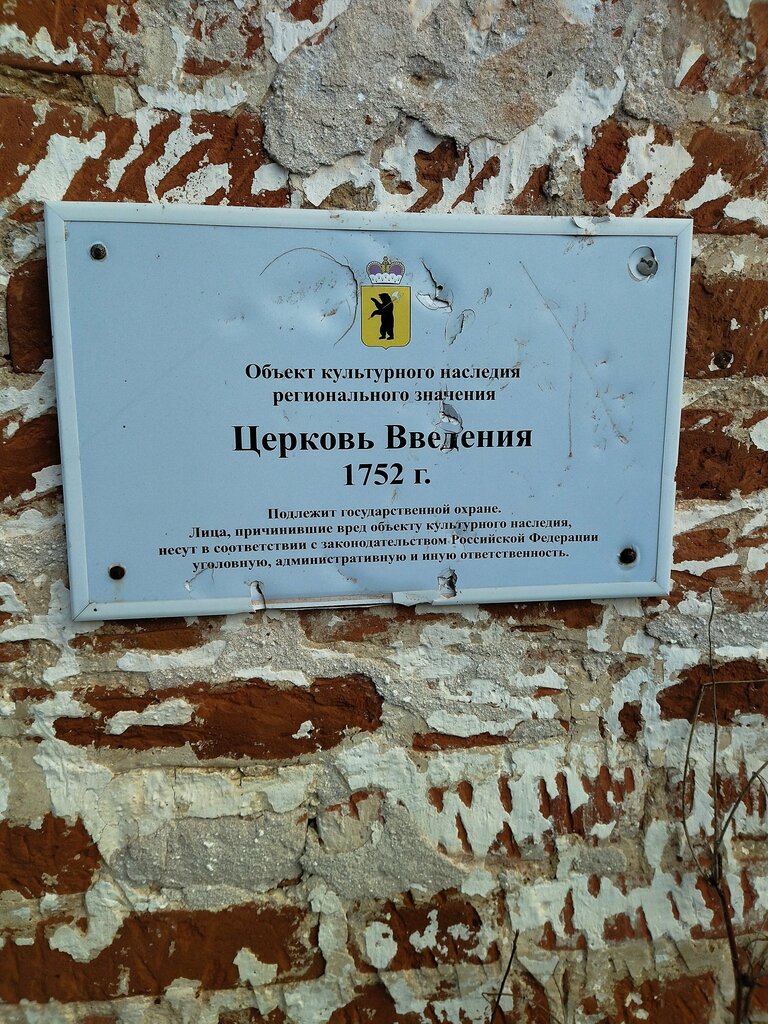 Объект культурного наследия
регионального значения
Церковь Введения
1752 г.
Подлежит государственной охране.
Лица, причинившие вред объекту культурного наследия,
несут в соответствии с законодательством Российской Федерации
уголовную, административную и иную ответственность.